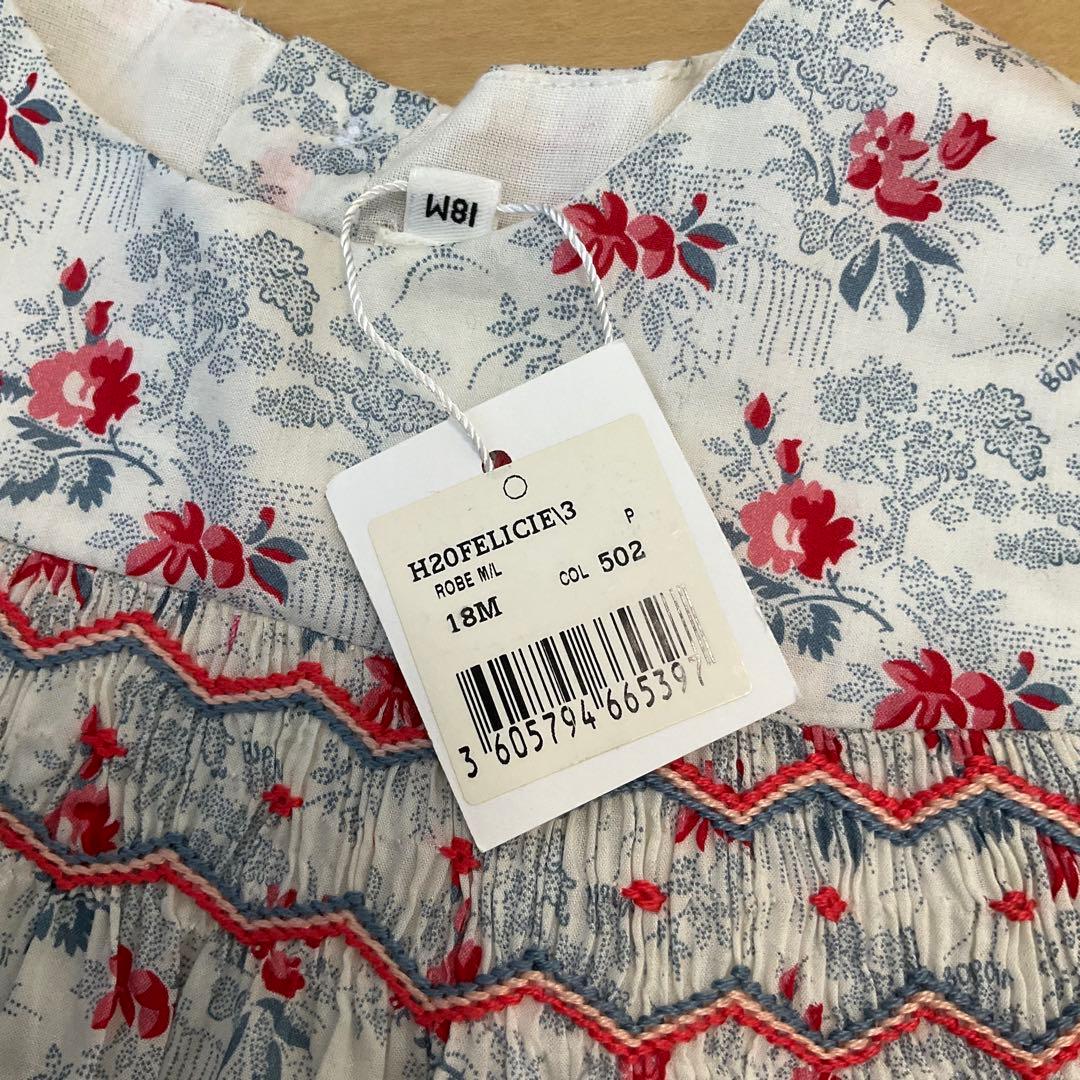 18M
H20FELICIE\3
P
ROBE M/L
COL 502
18M
3 605794 665397